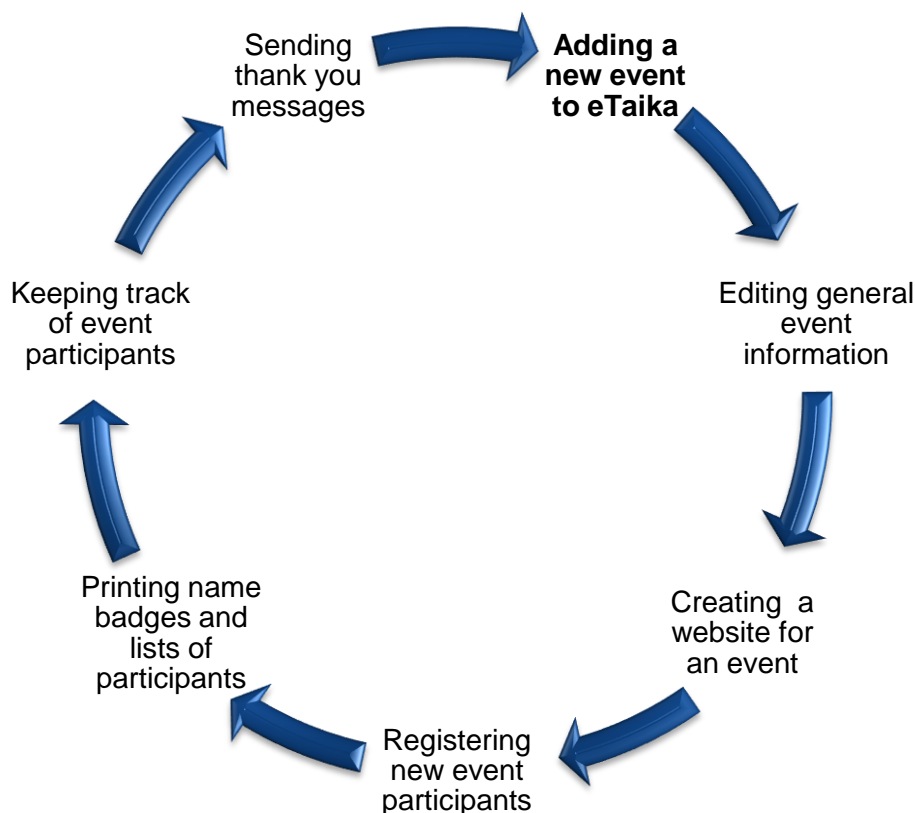 Sending
thank you
messages
Adding a
new event
to eTaika
Editing general
event
information
Creating  a
website for
an event
Registering
new event
participants
Printing name
badges and
lists of
participants
Keeping track
of event
participants